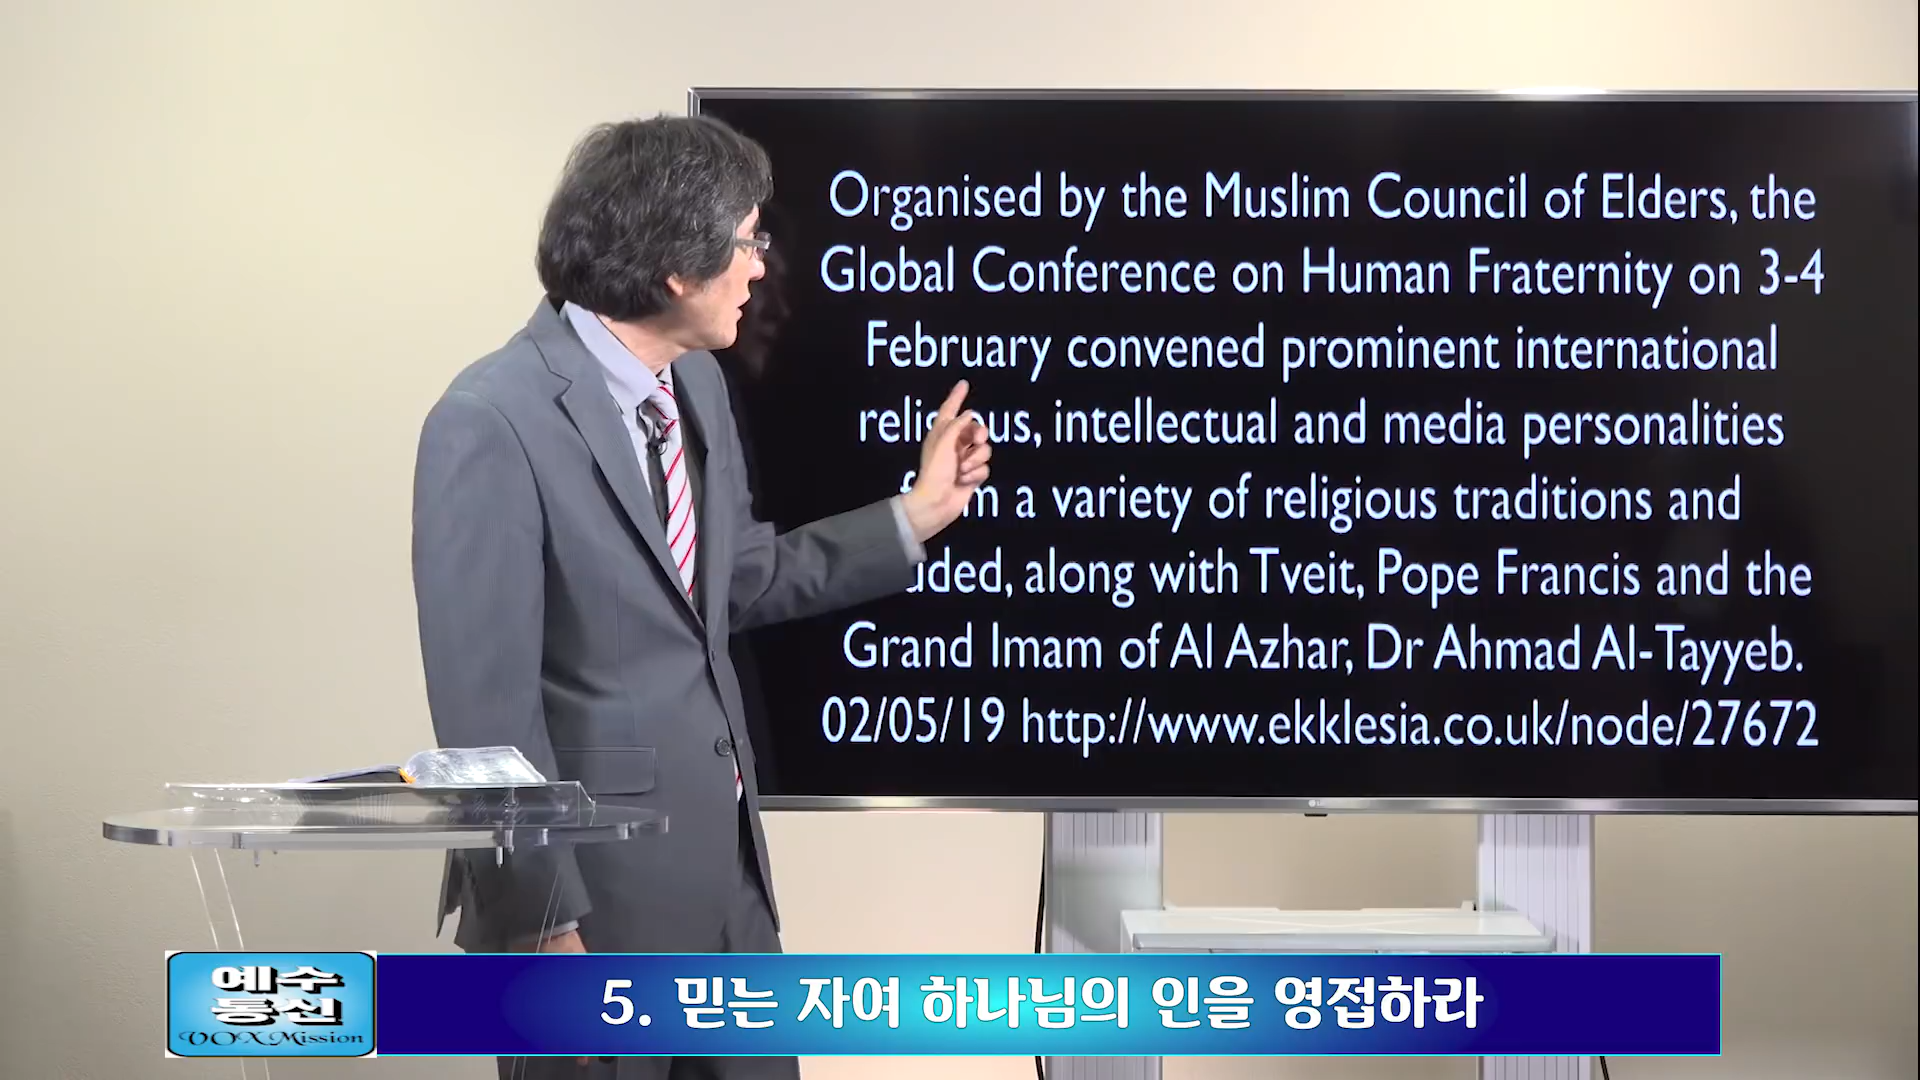 Organised by the Muslim Council of Elders, the
Global Conference on Human Fraternity on 3-4
February convened prominent international
intellectual and media personalities
a variety of religious traditions and
along with Tveit, Pope Francis and the
Grand Imam of Al Azhar, Dr Ahmad Al-Tayyeb.
02/05/19 http://www.ekklesia.co.uk/node/27672
LG
예수
통신
VOX Mission
5. 믿는 자여 하나님의 인을 영접하라